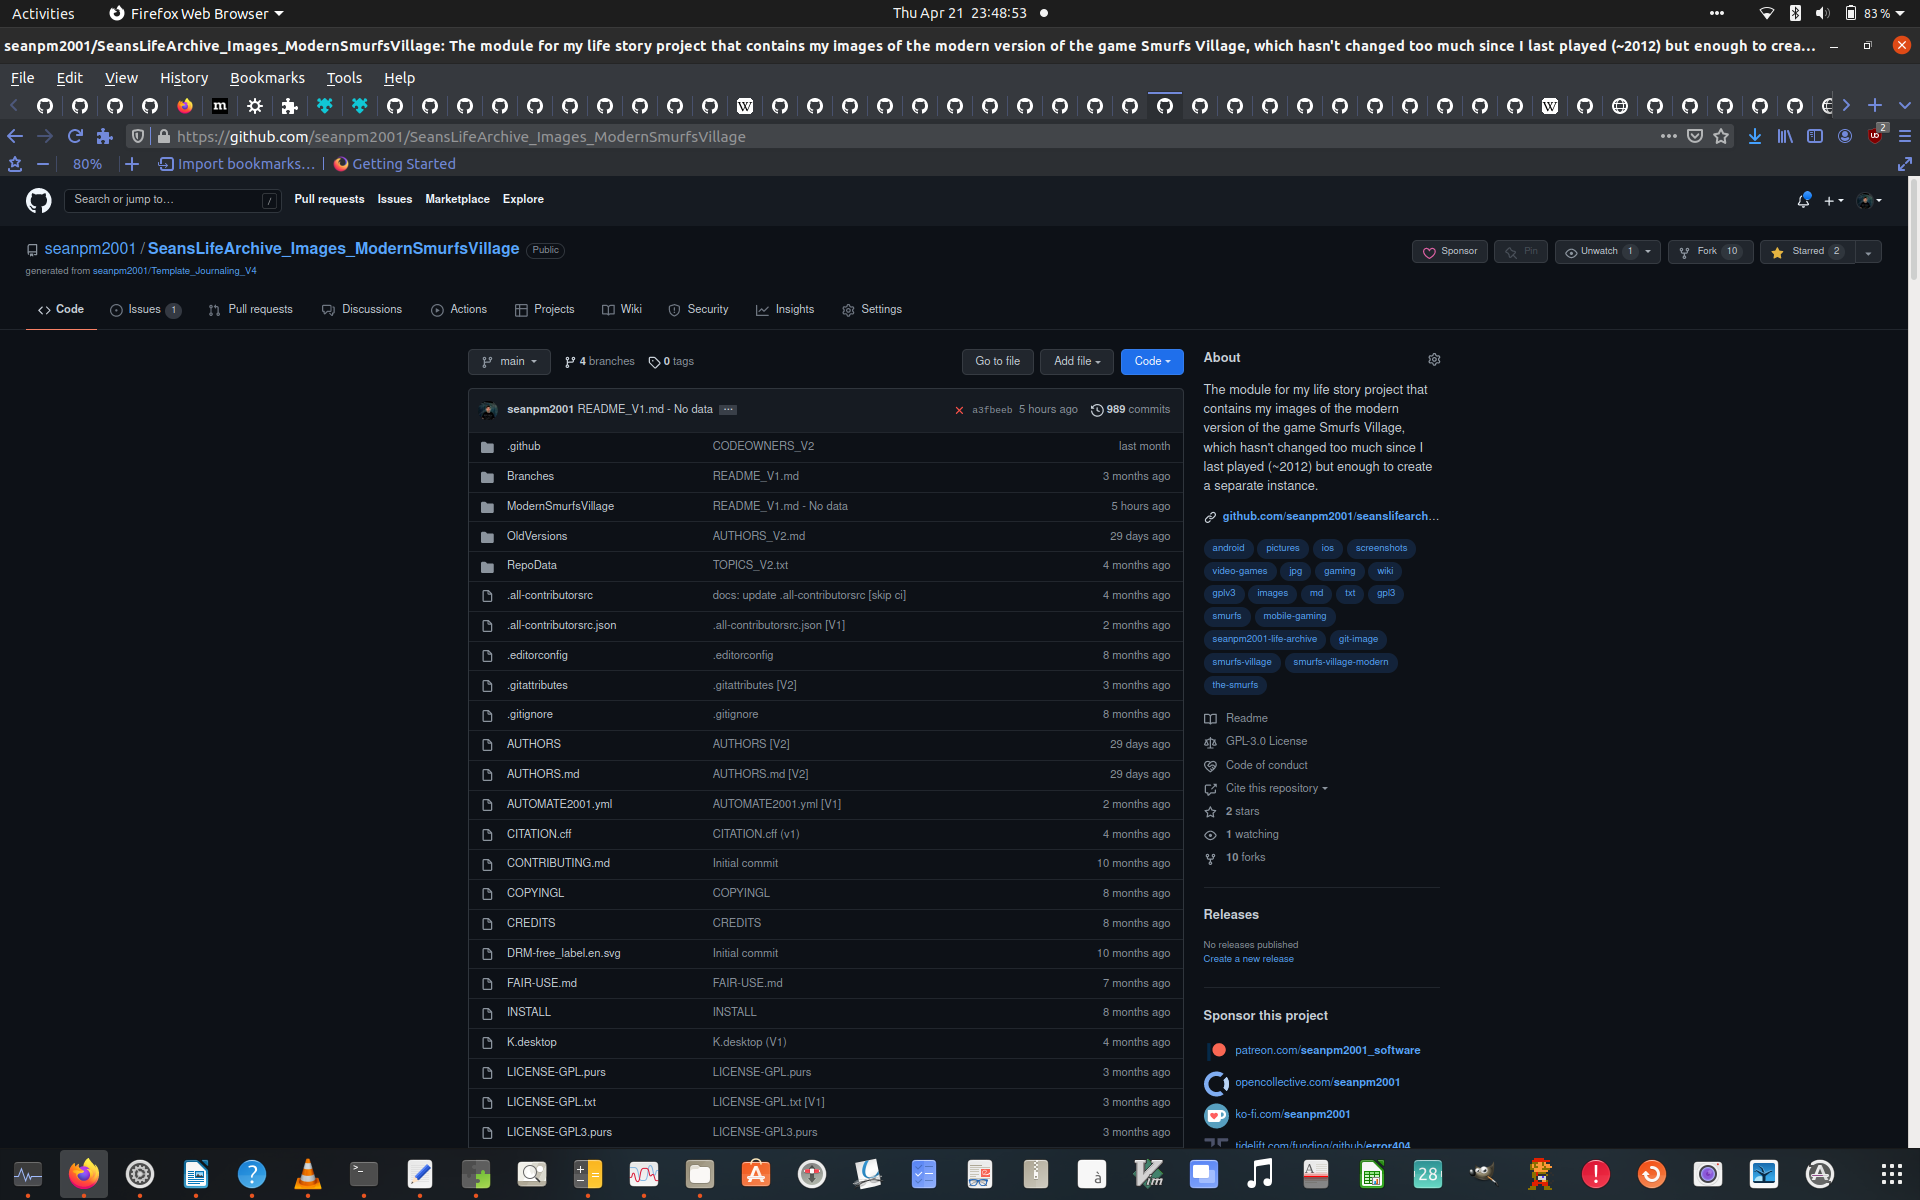 Activities
Firefox Web Browser
Thu Apr 21 23:48:53
83 %
seanpm2001/SeansLifeArchive_Images_ModernSmurfsVillage: The module for my life story project that contains my images of the modern version of the game Smurfs Village, which hasn't changed too much since I last played (~2012) but enough to crea…
File Edit View History Bookmarks Tools Help
https://github.com/seanpm2001/SeansLifeArchive_Images_ModernSmurfsVillage
2
80%
Import bookmarks…
Getting Started
Search or jump to…
/
Pull requests Issues Marketplace Explore
seanpm2001 / SeansLifeArchive_Images_ModernSmurfsVillage Public
Sponsor
Pin
Unwatch 1
Fork 10
Starred 2
generated from seanpm2001/Template_Journaling_V4
Code
Issues 1
Pull requests
Discussions
Actions
Projects
Wiki
Security
Insights
Settings
main
4 branches
0 tags
Go to file
Add file
Code
seanpm2001 README_V1.md - No data
a3fbeeb 5 hours ago
989 commits
.github CODEOWNERS_V2 last month
Branches README_V1.md 3 months ago
ModernSmurfsVillage README_V1.md - No data 5 hours ago
OldVersions AUTHORS_V2.md 29 days ago
RepoData TOPICS_V2.txt 4 months ago
.all-contributorsrc docs: update .all-contributorsrc [skip ci] 4 months ago
.all-contributorsrc.json .all-contributorsrc.json [V1] 2 months ago
.editorconfig .editorconfig 8 months ago
.gitattributes .gitattributes [V2] 3 months ago
.gitignore .gitignore 8 months ago
AUTHORS AUTHORS [V2] 29 days ago
AUTHORS.md AUTHORS.md [V2] 29 days ago
AUTOMATE2001.yml AUTOMATE2001.yml [V1] 2 months ago
CITATION.cff CITATION.cff (v1) 4 months ago
CONTRIBUTING.md Initial commit 10 months ago
COPYINGL COPYINGL 8 months ago
CREDITS CREDITS 8 months ago
DRM-free_label.en.svg Initial commit 10 months ago
FAIR-USE.md FAIR-USE.md 7 months ago
INSTALL INSTALL 8 months ago
K.desktop K.desktop (V1) 4 months ago
LICENSE-GPL.purs LICENSE-GPL.purs 3 months ago
LICENSE-GPL.txt LICENSE-GPL.txt [V1] 3 months ago
LICENSE-GPL3.purs LICENSE-GPL3.purs 3 months ago
About
The module for my life story project that
contains my images of the modern
version of the game Smurfs Village,
which hasn't changed too much since I
last played (~2012) but enough to create
a separate instance.
github.com/seanpm2001/seanslifearch…
android pictures ios screenshots
video-games jpg gaming wiki
gplv3 images md txt gpl3
smurfs mobile-gaming
seanpm2001-life-archive git-image
smurfs-village smurfs-village-modern
the-smurfs
Readme
GPL-3.0 License
Code of conduct
Cite this repository
2 stars
1 watching
10 forks
Releases
No releases published
Create a new release
Sponsor this project
patreon.com/seanpm2001_software
opencollective.com/seanpm2001
ko-fi.com/seanpm2001
tidelift.com/funding/github/error404
28